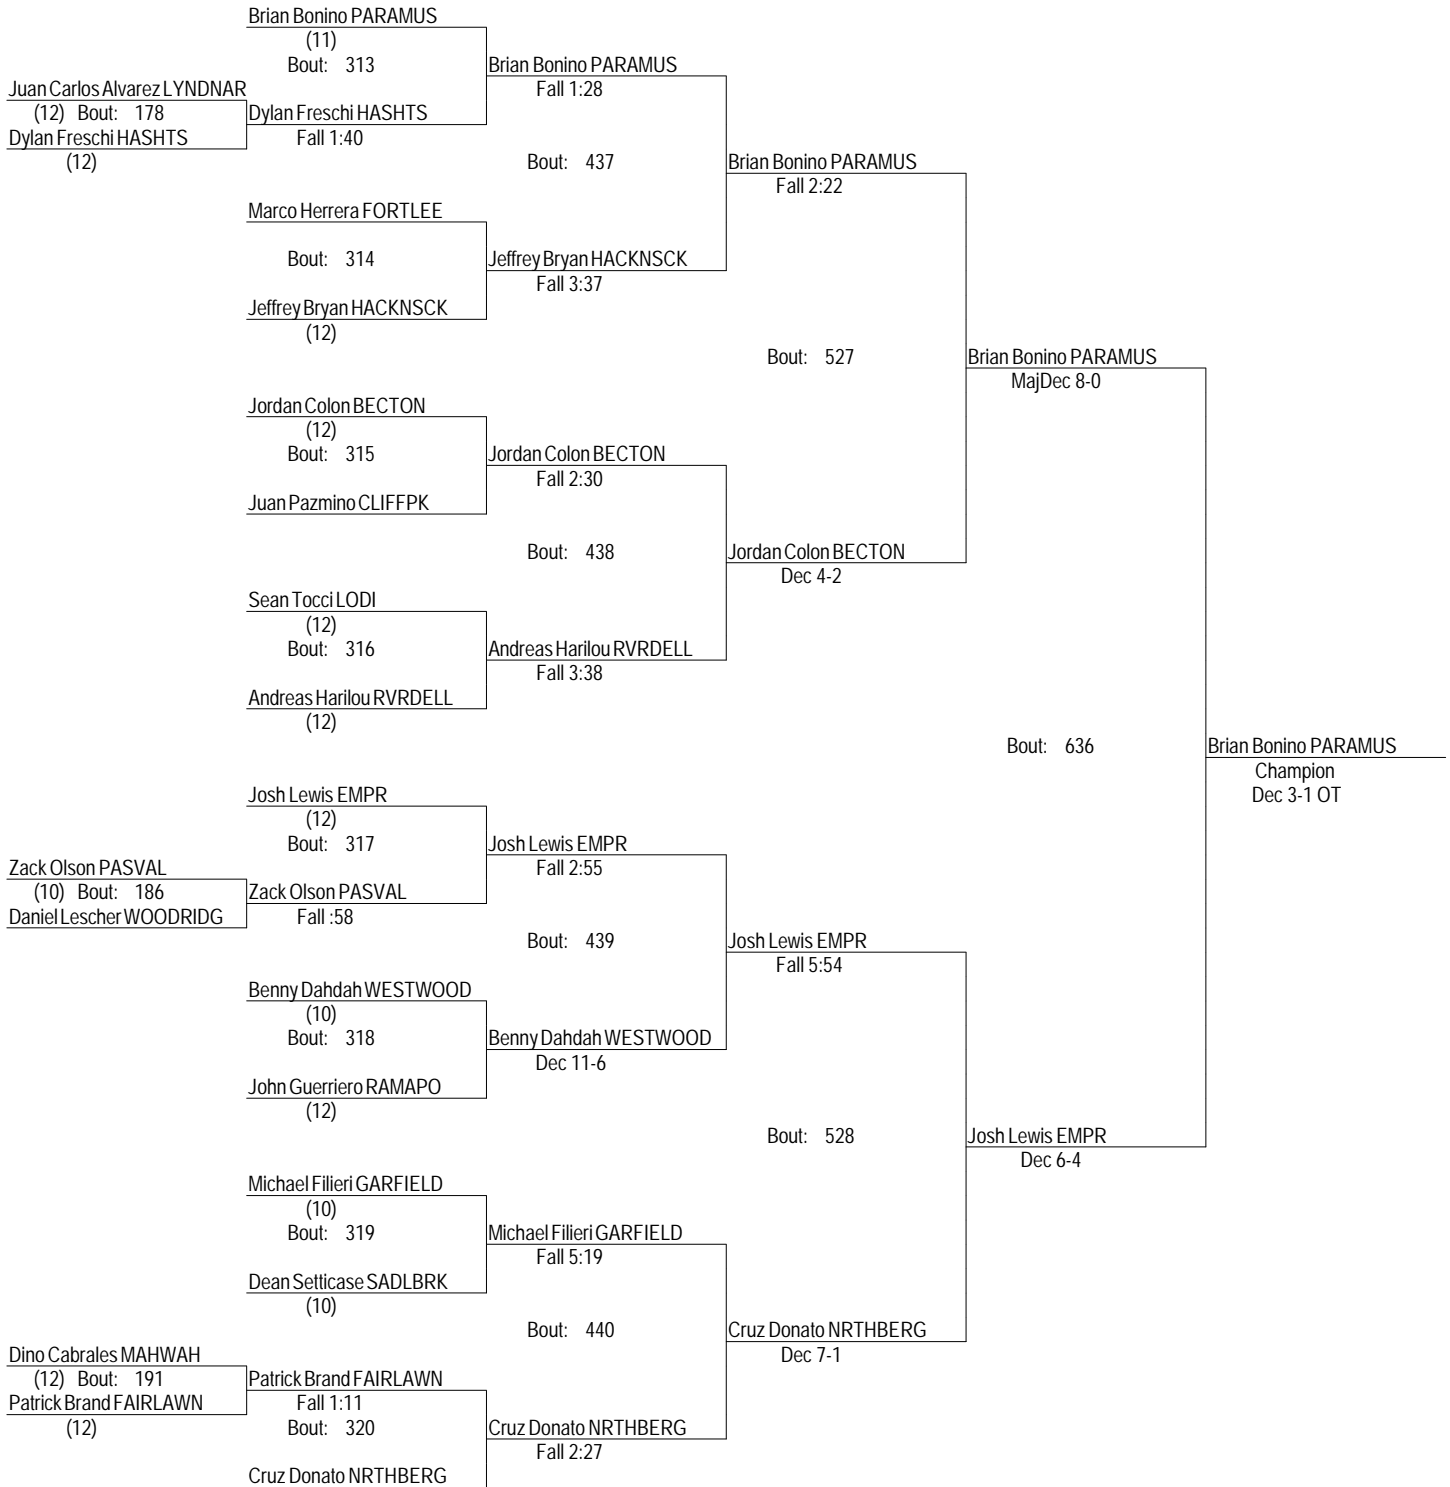 Brian Bonino PARAMUS
(11)
Bout: 313
Brian Bonino PARAMUS
Fall 1:28
Juan Carlos Alvarez LYNDNAR
(12) Bout: 178
Dylan Freschi HASHTS
(12)
Dylan Freschi HASHTS
Fall 1:40
Bout: 437
Brian Bonino PARAMUS
Fall 2:22
Marco Herrera FORTLEE
Bout: 314
Jeffrey Bryan HACKNSCK
Fall 3:37
Jeffrey Bryan HACKNSCK
(12)
Bout: 527
Brian Bonino PARAMUS
MajDec 8-0
Jordan Colon BECTON
(12)
Bout: 315
Jordan Colon BECTON
Fall 2:30
Juan Pazmino CLIFFPK
Bout: 438
Jordan Colon BECTON
Dec 4-2
Sean Tocci LODI
(12)
Bout: 316
Andreas Harilou RVRDELL
Fall 3:38
Andreas Harilou RVRDELL
(12)
Bout: 636
Brian Bonino PARAMUS
Champion
Dec 3-1 OT
Josh Lewis EMPR
(12)
Bout: 317
Josh Lewis EMPR
Fall 2:55
Zack Olson PASVAL
(10) Bout: 186
Daniel Lescher WOODRIDG
Zack Olson PASVAL
Fall :58
Bout: 439
Josh Lewis EMPR
Fall 5:54
Benny Dahdah WESTWOOD
(10)
Bout: 318
Benny Dahdah WESTWOOD
Dec 11-6
John Guerriero RAMAPO
(12)
Bout: 528
Josh Lewis EMPR
Dec 6-4
Michael Filieri GARFIELD
(10)
Bout: 319
Michael Filieri GARFIELD
Fall 5:19
Dean Setticase SADLBRK
(10)
Bout: 440
Cruz Donato NRTHBERG
Dec 7-1
Dino Cabrales MAHWAH
(12) Bout: 191
Patrick Brand FAIRLAWN
(12)
Patrick Brand FAIRLAWN
Fall 1:11
Bout: 320
Cruz Donato NRTHBERG
Fall 2:27
Cruz Donato NRTHBERG